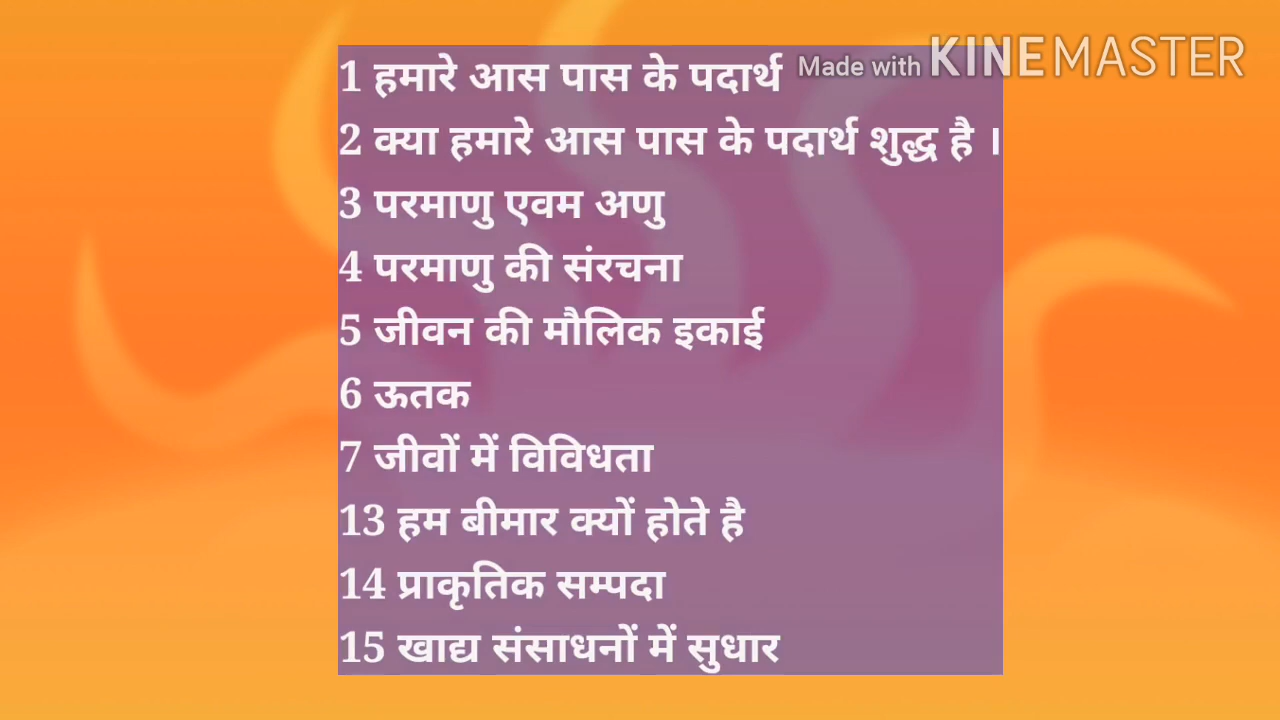 Made with KINEMASTER
1 हमारे आस पास के पदार्थ
2 क्या हमारे आस पास के पदार्थ शुद्ध है ।
3 परमाणु एवम अणु
4 परमाणु की संरचना
5 जीवन की मौलिक इकाई
6 ऊतक
7 जीवों में विविधता
13 हम बीमार क्यों होते है
14 प्राकृतिक सम्पदा
15 खाद्य संसाधनों में सुधार